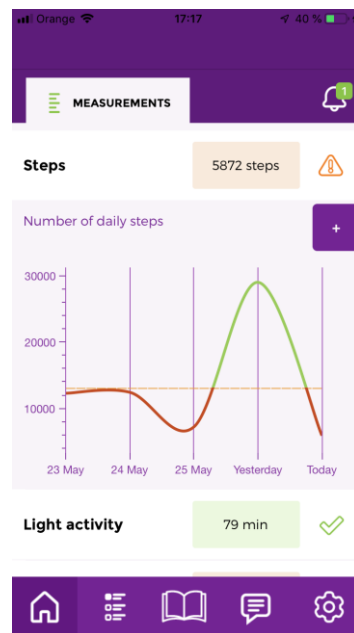 Orange 17:17 40 %
1
MEASUREMENTS
Steps 5872 steps
Number of daily steps +
30000
20000
10000
23 May 24 May 25 May Yesterday Today
Light activity 79 min